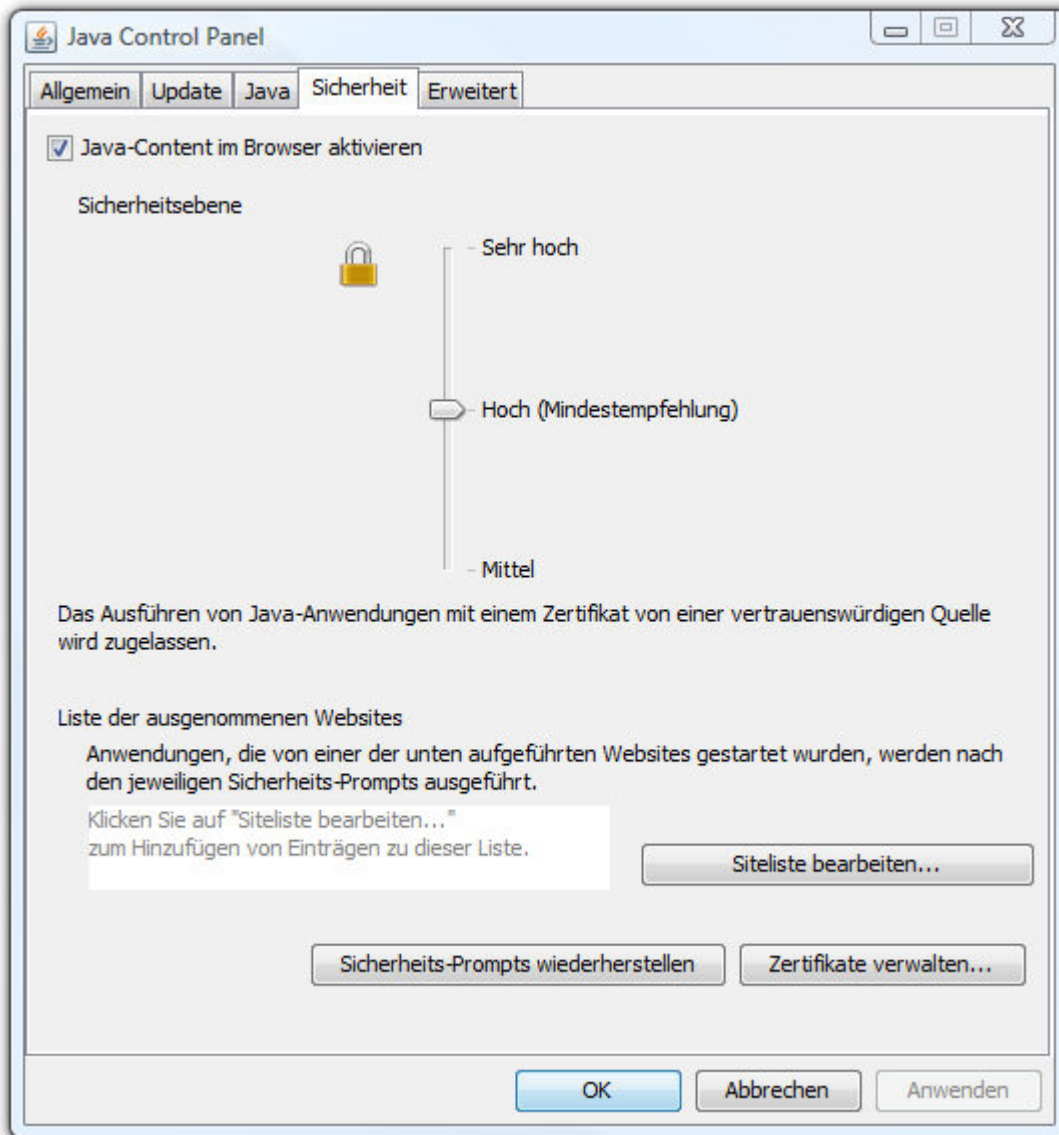 Java Control Panel
Allgemein Update Java Sicherheit Erweitert
Java-Content im Browser aktivieren
Sicherheitsebene
Sehr hoch
Hoch (Mindestempfehlung)
Mittel
Das Ausführen von Java-Anwendungen mit einem Zertifikat von einer vertrauenswürdigen Quelle
wird zugelassen.
Liste der ausgenommenen Websites
Anwendungen, die von einer der unten aufgeführten Websites gestartet wurden, werden nach
den jeweiligen Sicherheits-Prompts ausgeführt.
Klicken Sie auf "Siteliste bearbeiten..."
zum Hinzufügen von Einträgen zu dieser Liste.
Siteliste bearbeiten...
Sicherheits-Prompts wiederherstellen Zertifikate verwalten...
OK Abbrechen Anwenden